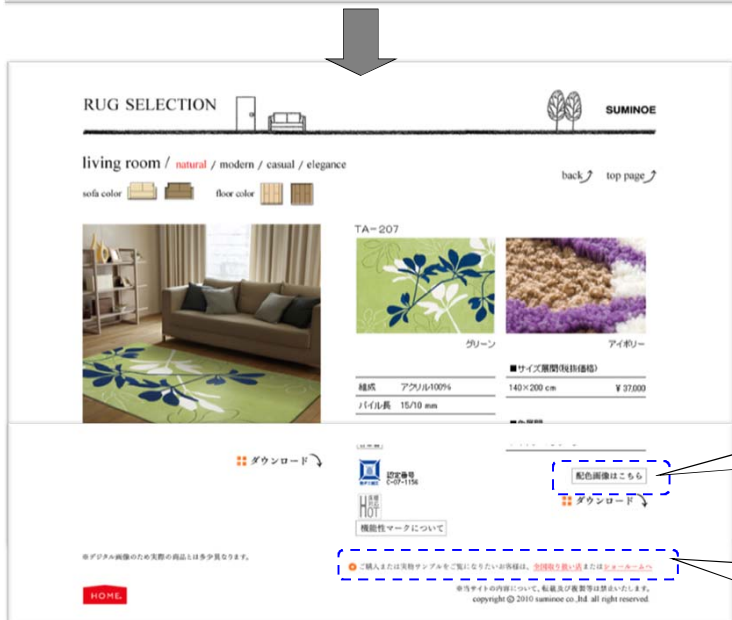 RUG SELECTION
SUMINOE
living room / natural / modern / casual / elegance
back top page
sofa color floor color
TA-207
グリーン アイボリー
■サイズ展開(税抜価格)
組成 アクリル100% 140×200 cm ¥ 37,000
パイル長 15/10 mm
ダウンロード
認定番号
C-07-1156
配色画像はこちら
HOT
ダウンロード
機能性マークについて
※デジタル画像のため実際の商品とは多少異なります。
ご購入または実物サンプルをご覧になりたいお客様は、全国取り扱い店またはショールームへ
HOME
※当サイトの内容について、転載及び複製等は禁止いたします。
copyright © 2010 suminoe co.,ltd. all right reserved.